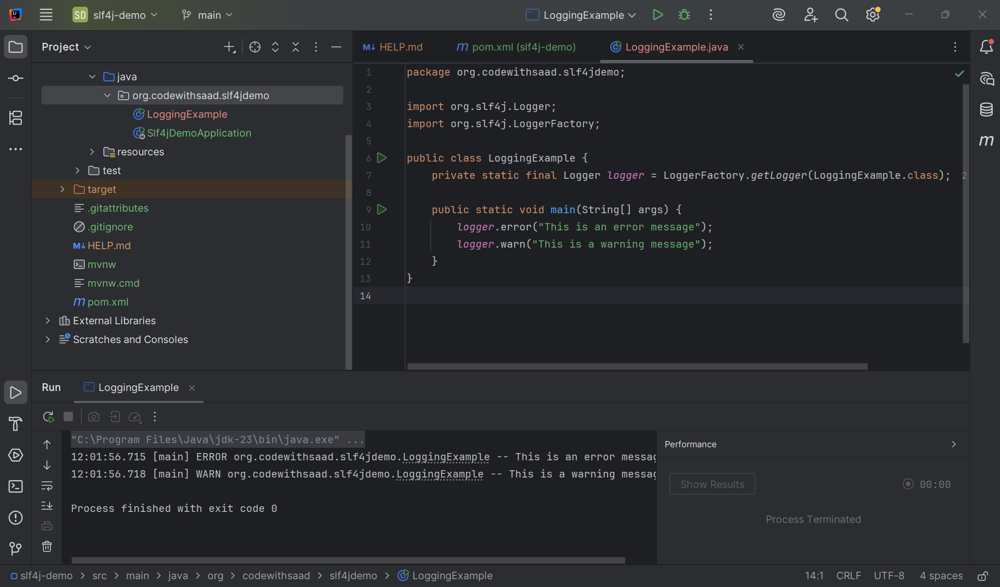 SD slf4j-demo main LoggingExample
Project
HELP.md pom.xml (slf4j-demo) LoggingExample.java
java
org.codewithsaad.slf4jdemo
LoggingExample
Slf4jDemoApplication
resources
test
target
.gitattributes
.gitignore
M↓ HELP.md
mvnw
mvnw.cmd
m pom.xml
External Libraries
Scratches and Consoles
1 package org.codewithsaad.slf4jdemo;
2
3 import org.slf4j.Logger;
4 import org.slf4j.LoggerFactory;
5
6 public class LoggingExample {
7 private static final Logger logger = LoggerFactory.getLogger(LoggingExample.class); 2
8
9 public static void main(String[] args) {
10 logger.error("This is an error message");
11 logger.warn("This is a warning message");
12 }
13 }
14
Run LoggingExample
"C:\Program Files\Java\jdk-23\bin\java.exe" ...
12:01:56.715 [main] ERROR org.codewithsaad.slf4jdemo.LoggingExample -- This is an error messag
12:01:56.718 [main] WARN org.codewithsaad.slf4jdemo.LoggingExample -- This is a warning messag
Process finished with exit code 0
Performance
Show Results 00:00
Process Terminated
slf4j-demo > src > main > java > org > codewithsaad > slf4jdemo > LoggingExample
14:1 CRLF UTF-8 4 spaces